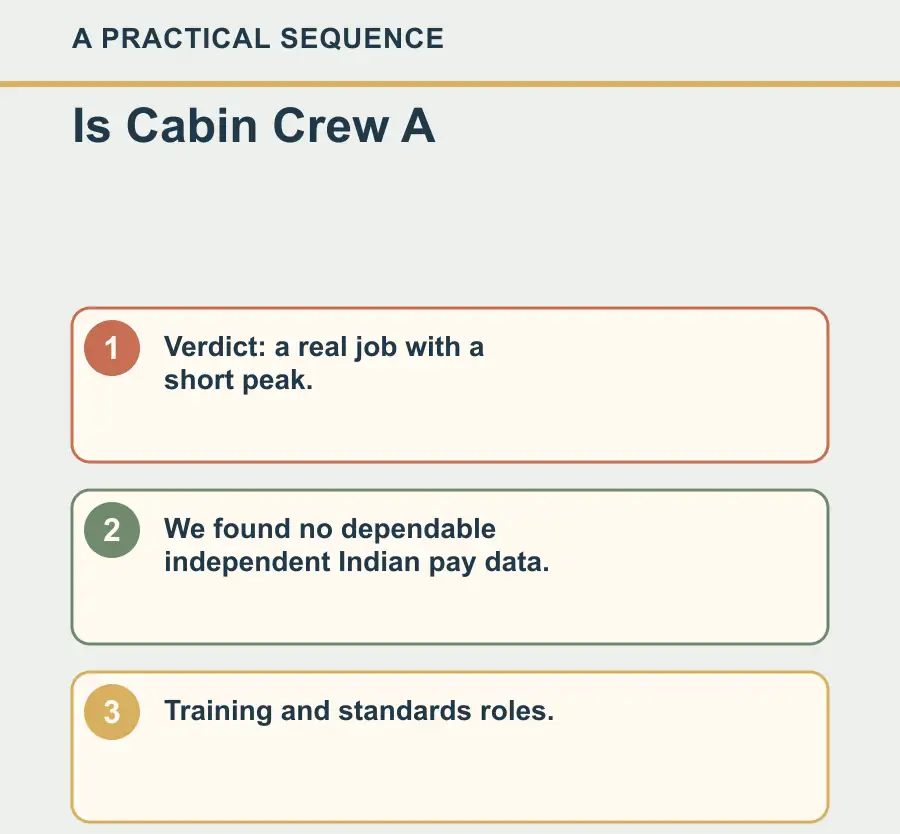 A PRACTICAL SEQUENCE
Is Cabin Crew A
1
Verdict: a real job with a
short peak.
2
We found no dependable
independent Indian pay data.
3
Training and standards roles.